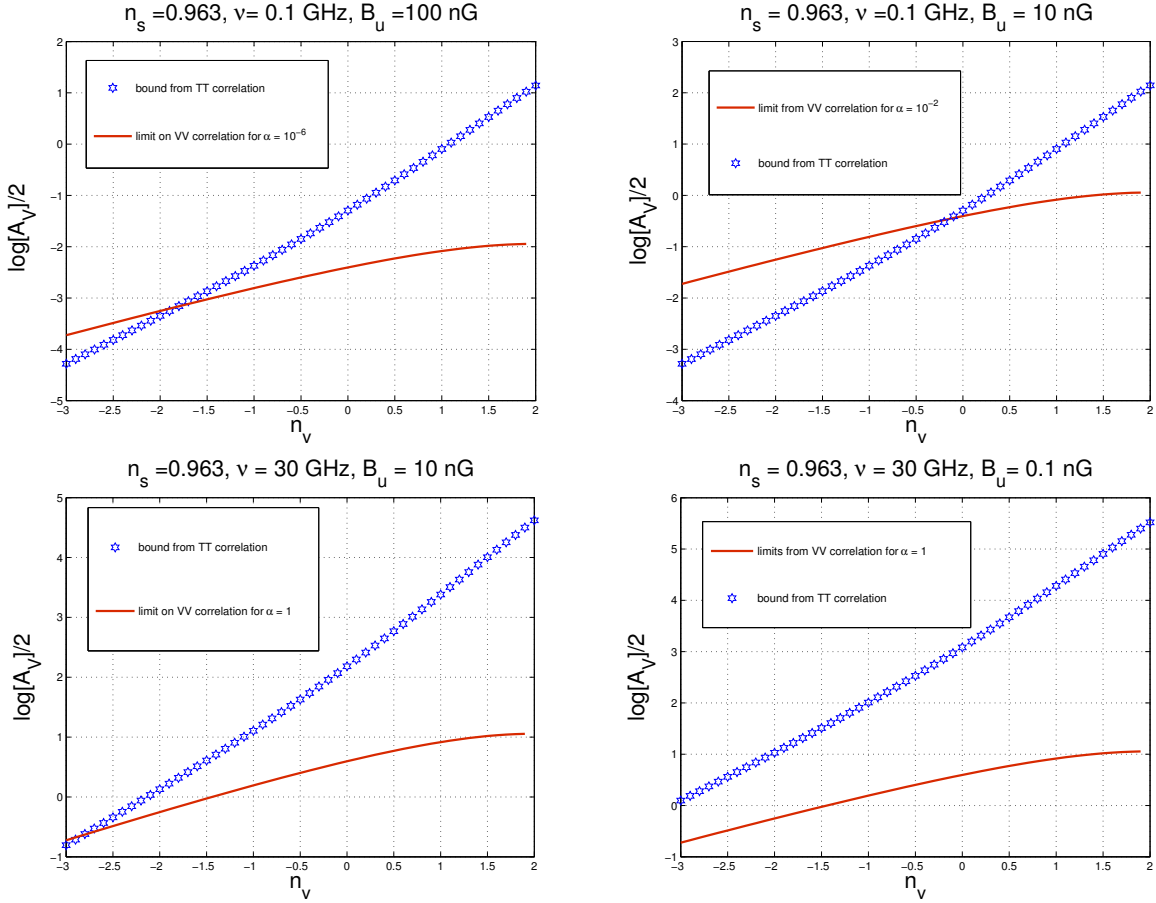 n_s =0.963, ν= 0.1 GHz, B_u =100 nG
bound from TT correlation
limit on VV correlation for α = 10^−6
log[A_V]/2
2
1
0
−1
−2
−3
−4
−5
−3 −2.5 −2 −1.5 −1 −0.5 0 0.5 1 1.5 2
n_v
n_s = 0.963, ν =0.1 GHz, B_u = 10 nG
limit from VV correlation for α = 10^−2
bound from TT correlation
log[A_V]/2
3
2
1
0
−1
−2
−3
−4
−3 −2.5 −2 −1.5 −1 −0.5 0 0.5 1 1.5 2
n_v
n_s =0.963, ν = 30 GHz, B_u = 10 nG
bound from TT correlation
limit on VV correlation for α = 1
log[A_V]/2
5
4
3
2
1
0
−1
−3 −2.5 −2 −1.5 −1 −0.5 0 0.5 1 1.5 2
n_v
n_s = 0.963, ν = 30 GHz, B_u = 0.1 nG
limits from VV correlation for α = 1
bound from TT correlation
log[A_V]/2
6
5
4
3
2
1
0
−1
−3 −2.5 −2 −1.5 −1 −0.5 0 0.5 1 1.5 2
n_v